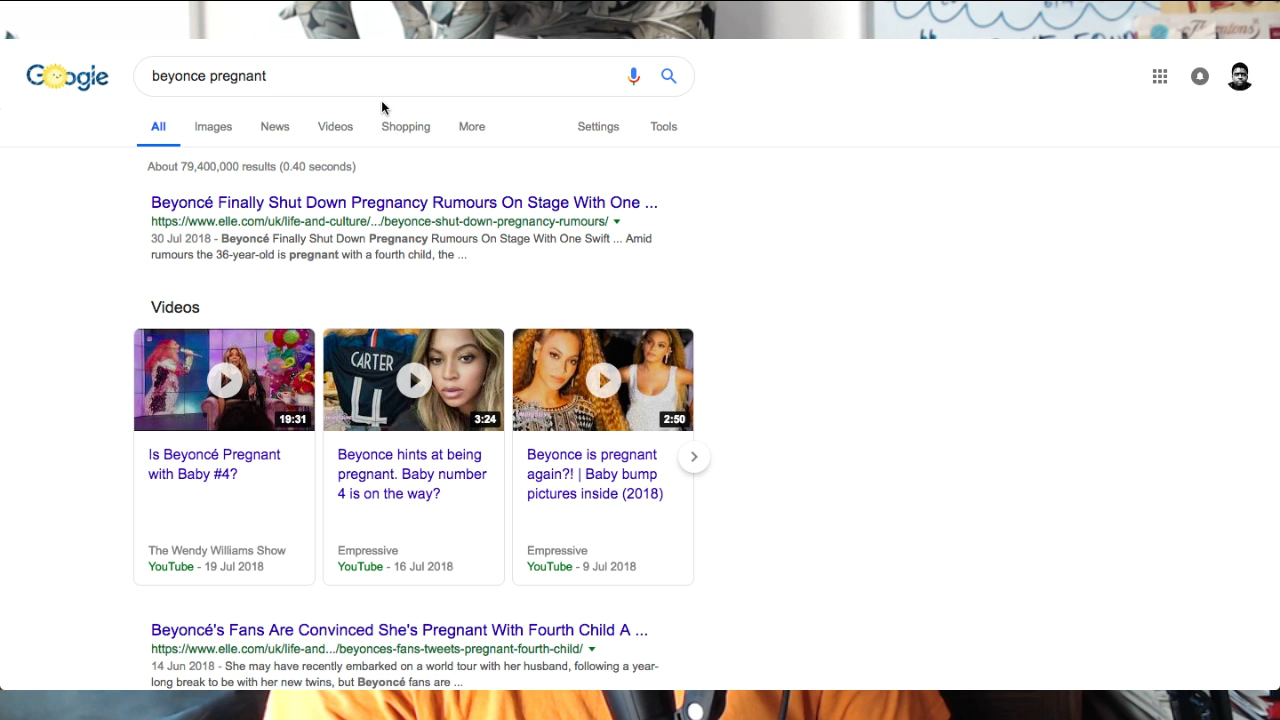 Google
beyonce pregnant
All Images News Videos Shopping More Settings Tools
About 79,400,000 results (0.40 seconds)
Beyoncé Finally Shut Down Pregnancy Rumours On Stage With One ...
https://www.elle.com/uk/life-and-culture/.../beyonce-shut-down-pregnancy-rumours/
30 Jul 2018 - Beyoncé Finally Shut Down Pregnancy Rumours On Stage With One Swift ... Amid
rumours the 36-year-old is pregnant with a fourth child, the ...
Videos
CARTER
4
19:31
3:24
2:50
Is Beyoncé Pregnant
with Baby #4?
The Wendy Williams Show
YouTube - 19 Jul 2018
Beyonce hints at being
pregnant. Baby number
4 is on the way?
Empressive
YouTube - 16 Jul 2018
Beyonce is pregnant
again?! | Baby bump
pictures inside (2018)
Empressive
YouTube - 9 Jul 2018
Beyoncé's Fans Are Convinced She's Pregnant With Fourth Child A ...
https://www.elle.com/uk/life-and.../beyonces-fans-tweets-pregnant-fourth-child/
14 Jun 2018 - She may have recently embarked on a world tour with her husband, following a year-
long break to be with her new twins, but Beyoncé fans are ...